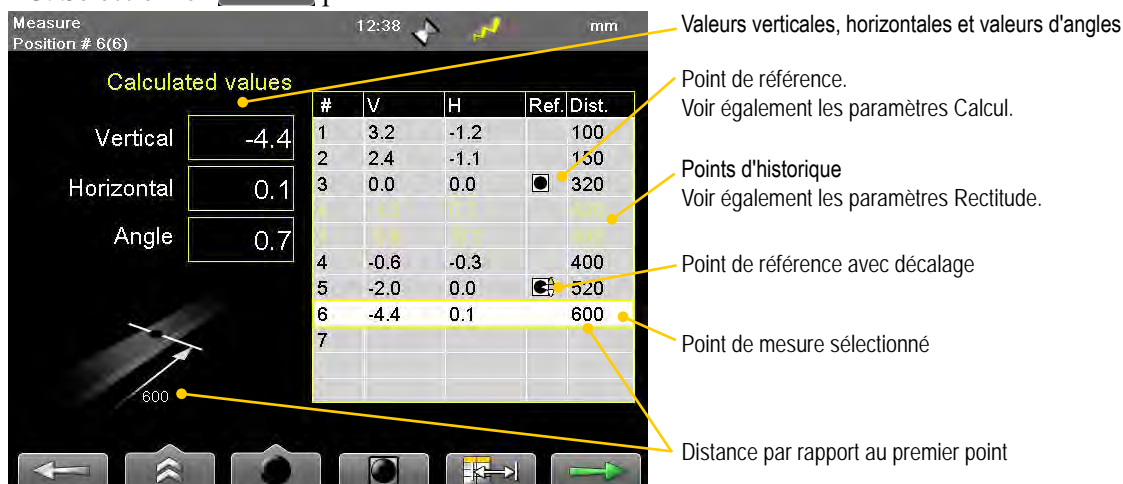 Measure
Position # 6(6)
12:38
mm
Calculated values
Vertical -4.4
Horizontal 0.1
Angle 0.7
# V H Ref. Dist.
1 3.2 -1.2 100
2 2.4 -1.1 150
3 0.0 0.0 320
4 -0.6 -0.3 400
5 -2.0 0.0 520
6 -4.4 0.1 600
7
600
Valeurs verticales, horizontales et valeurs d'angles
Point de référence.
Voir également les paramètres Calcul.
Points d'historique
Voir également les paramètres Rectitude.
Point de référence avec décalage
Point de mesure sélectionné
Distance par rapport au premier point